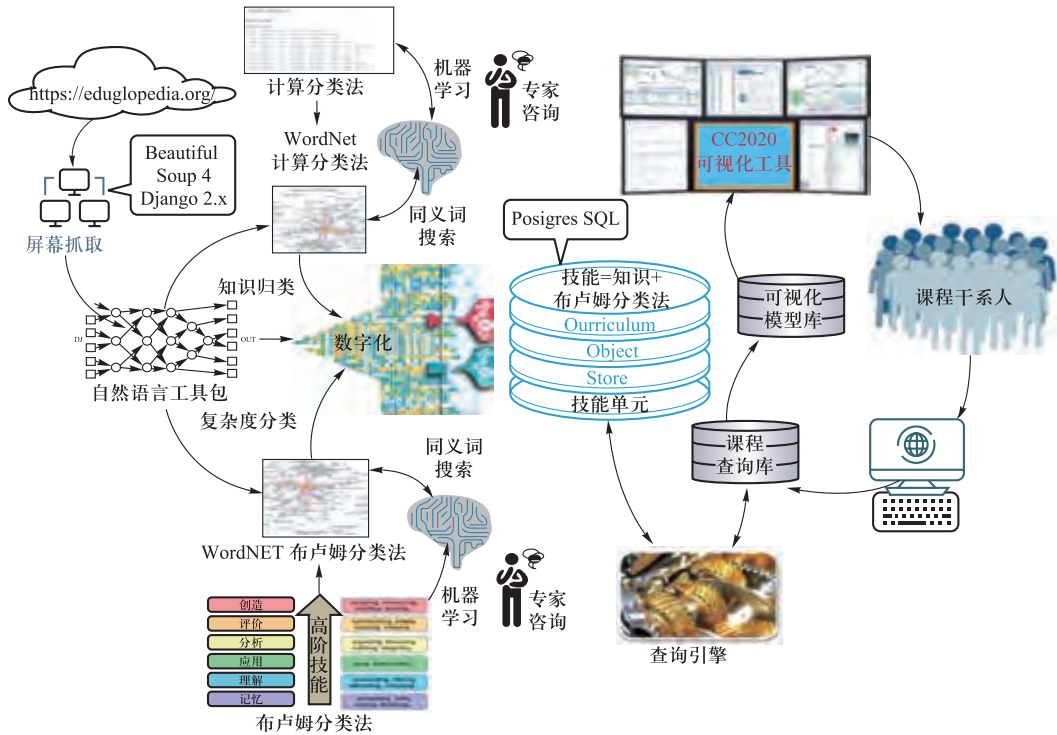 https://eduglopedia.org/
Beautiful
Soup 4
Django 2.x
屏幕抓取
计算分类法
WordNet
计算分类法
机器
学习
专家
咨询
同义词
搜索
知识归类
DJ
OUT
自然语言工具包
数字化
复杂度分类
同义词
搜索
WordNET 布卢姆分类法
机器
学习
专家
咨询
创造
评价
分析
应用
理解
记忆
高阶技能
布卢姆分类法
Posigres SQL
技能=知识+
布卢姆分类法
Ourriculum
Object
Store
技能单元
CC2020
可视化工具
可视化
模型库
课程
查询库
课程干系人
查询引擎